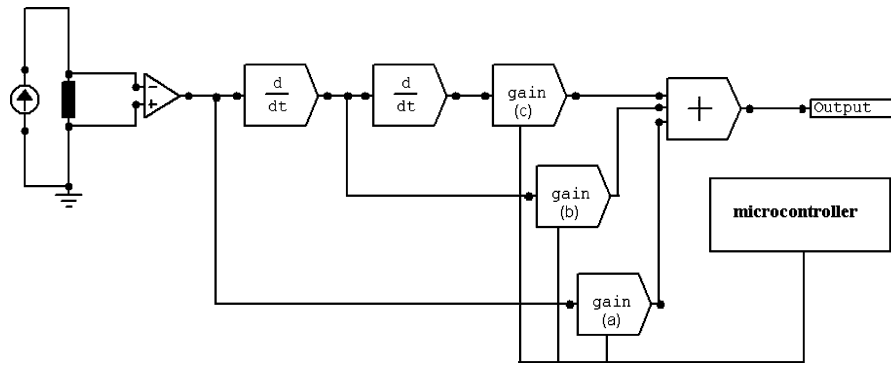 -
+
d
dt
d
dt
gain
(c)
+
Output
gain
(b)
microcontroller
gain
(a)